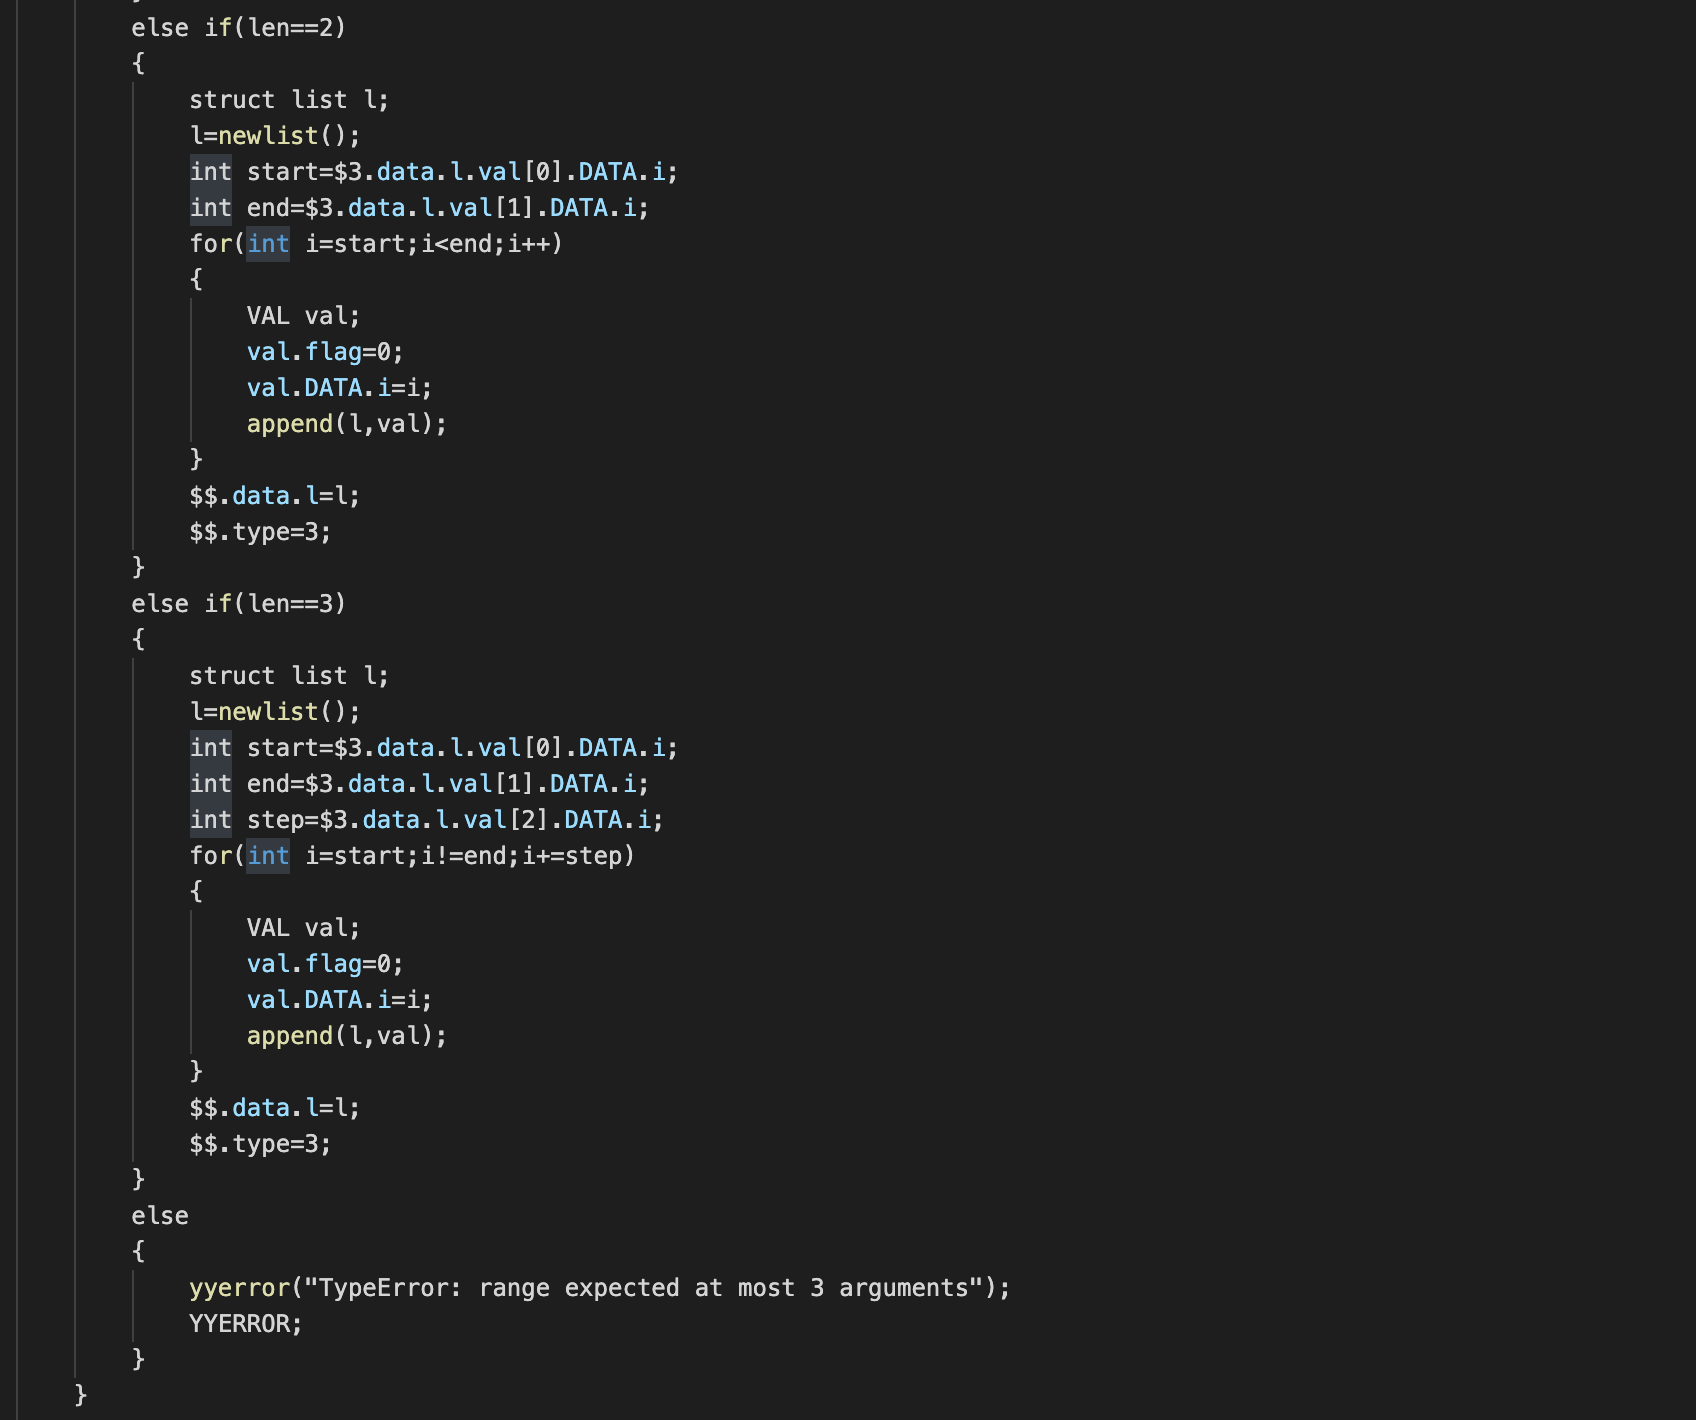 else if(len==2)
{
struct list l;
l=newlist();
int start=$3.data.l.val[0].DATA.i;
int end=$3.data.l.val[1].DATA.i;
for(int i=start;i<end;i++)
{
VAL val;
val.flag=0;
val.DATA.i=i;
append(l,val);
}
$$.data.l=l;
$$.type=3;
}
else if(len==3)
{
struct list l;
l=newlist();
int start=$3.data.l.val[0].DATA.i;
int end=$3.data.l.val[1].DATA.i;
int step=$3.data.l.val[2].DATA.i;
for(int i=start;i!=end;i+=step)
{
VAL val;
val.flag=0;
val.DATA.i=i;
append(l,val);
}
$$.data.l=l;
$$.type=3;
}
else
{
yyerror("TypeError: range expected at most 3 arguments");
YYERROR;
}
}